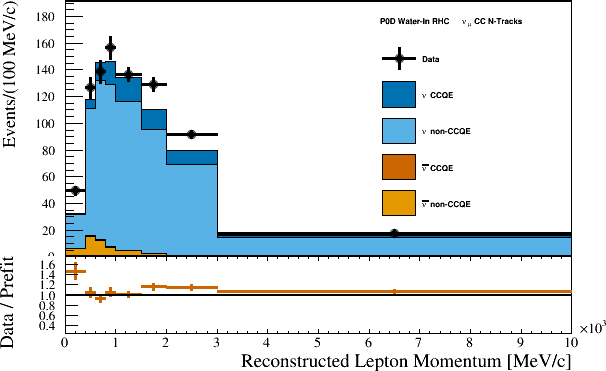 P0D Water-In RHC ν μ CC N-Tracks
Data
ν CCQE
ν non-CCQE
ν̅ CCQE
ν̅ non-CCQE
Events/(100 MeV/c)
180
160
140
120
100
80
60
40
20
0
Data / Prefit
1.6
1.4
1.2
1.0
0.8
0.6
0.4
0 1 2 3 4 5 6 7 8 9 10
×10³
Reconstructed Lepton Momentum [MeV/c]